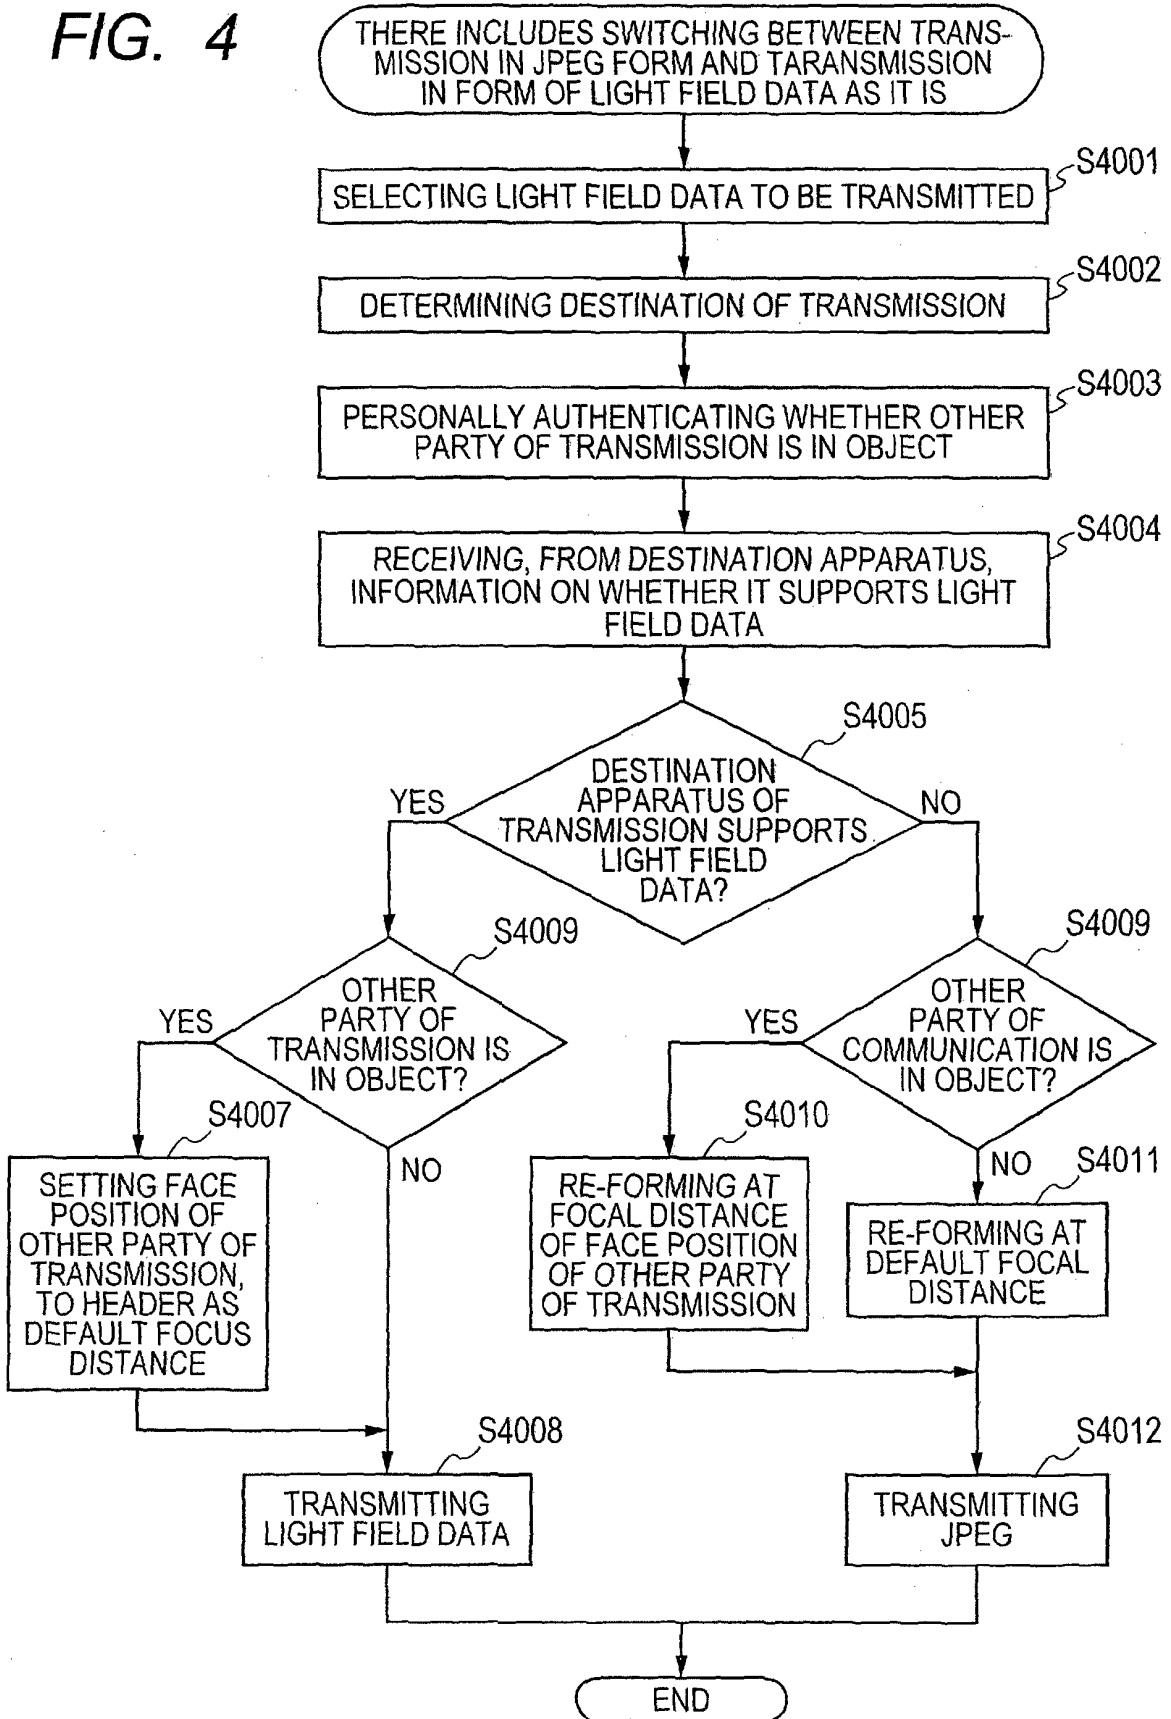 FIG. 4
THERE INCLUDES SWITCHING BETWEEN TRANS-
MISSION IN JPEG FORM AND TARANSMISSION
IN FORM OF LIGHT FIELD DATA AS IT IS
S4001
SELECTING LIGHT FIELD DATA TO BE TRANSMITTED
S4002
DETERMINING DESTINATION OF TRANSMISSION
S4003
PERSONALLY AUTHENTICATING WHETHER OTHER
PARTY OF TRANSMISSION IS IN OBJECT
S4004
RECEIVING, FROM DESTINATION APPARATUS,
INFORMATION ON WHETHER IT SUPPORTS LIGHT
FIELD DATA
S4005
DESTINATION
APPARATUS OF
TRANSMISSION SUPPORTS
LIGHT FIELD
DATA?
YES
NO
S4009
OTHER
PARTY OF
TRANSMISSION IS
IN OBJECT?
YES
NO
S4009
OTHER
PARTY OF
COMMUNICATION IS
IN OBJECT?
YES
NO
S4007
SETTING FACE
POSITION OF
OTHER PARTY OF
TRANSMISSION,
TO HEADER AS
DEFAULT FOCUS
DISTANCE
S4010
RE-FORMING AT
FOCAL DISTANCE
OF FACE POSITION
OF OTHER PARTY
OF TRANSMISSION
S4011
RE-FORMING AT
DEFAULT FOCAL
DISTANCE
S4008
TRANSMITTING
LIGHT FIELD DATA
S4012
TRANSMITTING
JPEG
END